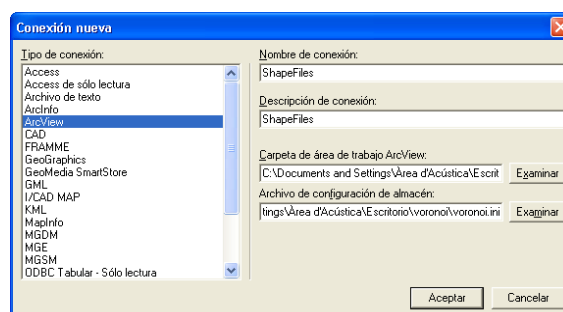 Conexión nueva
Tipo de conexión:
Access
Access de sólo lectura
Archivo de texto
ArcInfo
ArcView
CAD
FRAMME
GeoGraphics
GeoMedia SmartStore
GML
I/CAD MAP
KML
MapInfo
MGDM
MGE
MGSM
ODBC Tabular - Sólo lectura
Nombre de conexión:
ShapeFiles
Descripción de conexión:
ShapeFiles
Carpeta de área de trabajo ArcView:
C:\Documents and Settings\Àrea d'Acústica\Escrit
Examinar
Archivo de configuración de almacén:
tings\Àrea d'Acústica\Escritorio\voronoi\voronoi.ini
Examinar
Aceptar
Cancelar